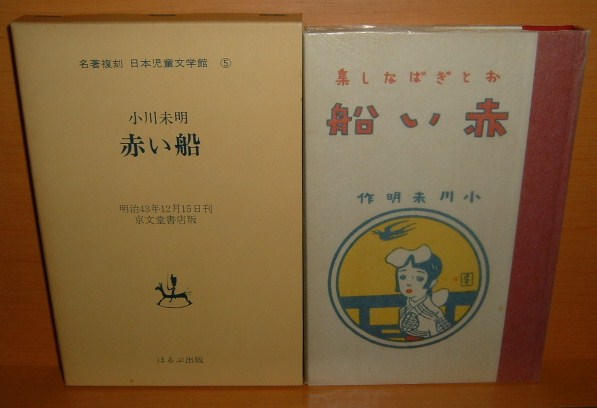 名著複刻 日本児童文学館 ⑤
小川未明
赤い船
明治43年12月15日刊
京文堂書店版
ほるぷ出版
おとぎばなし集
赤い船
小川未明作